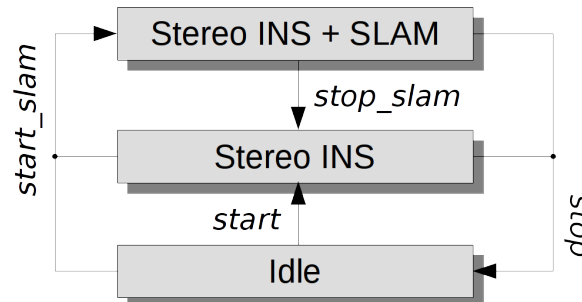 Stereo INS + SLAM
start_slam
stop_slam
Stereo INS
start
stop
Idle